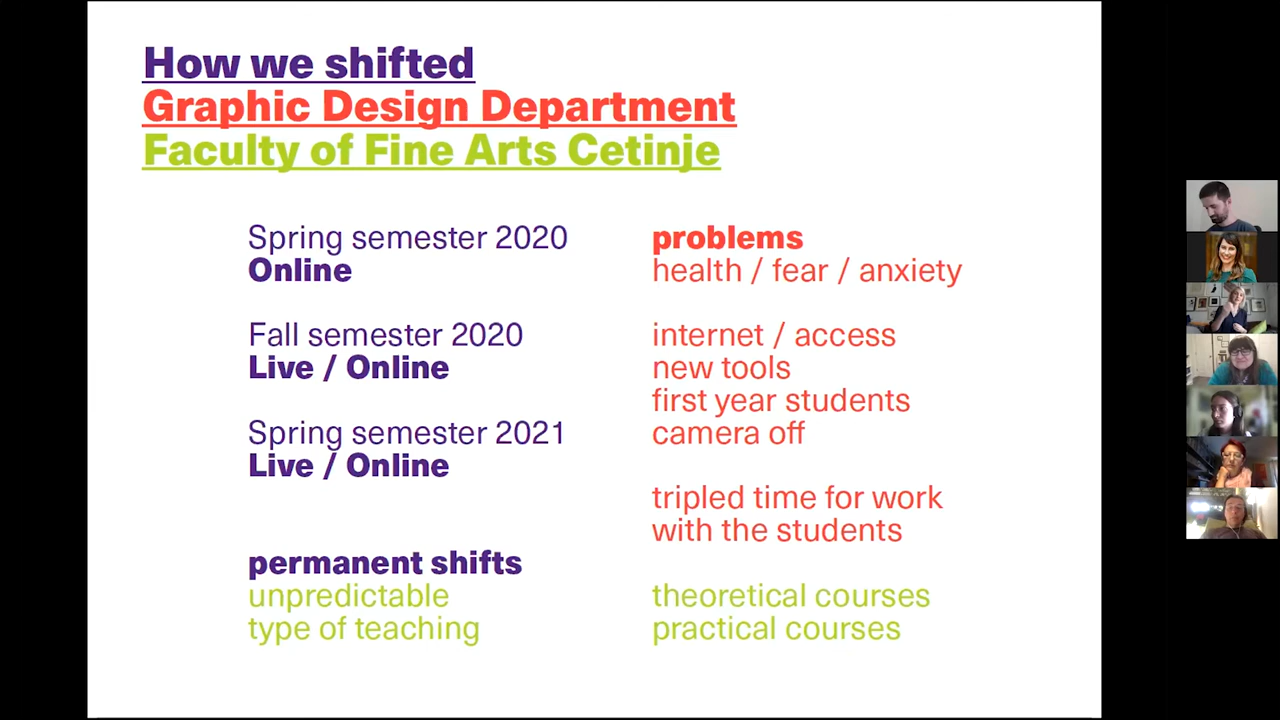 How we shifted
Graphic Design Department
Faculty of Fine Arts Cetinje
Spring semester 2020
Online
Fall semester 2020
Live / Online
Spring semester 2021
Live / Online
permanent shifts
unpredictable
type of teaching
problems
health / fear / anxiety
internet / access
new tools
first year students
camera off
tripled time for work
with the students
theoretical courses
practical courses